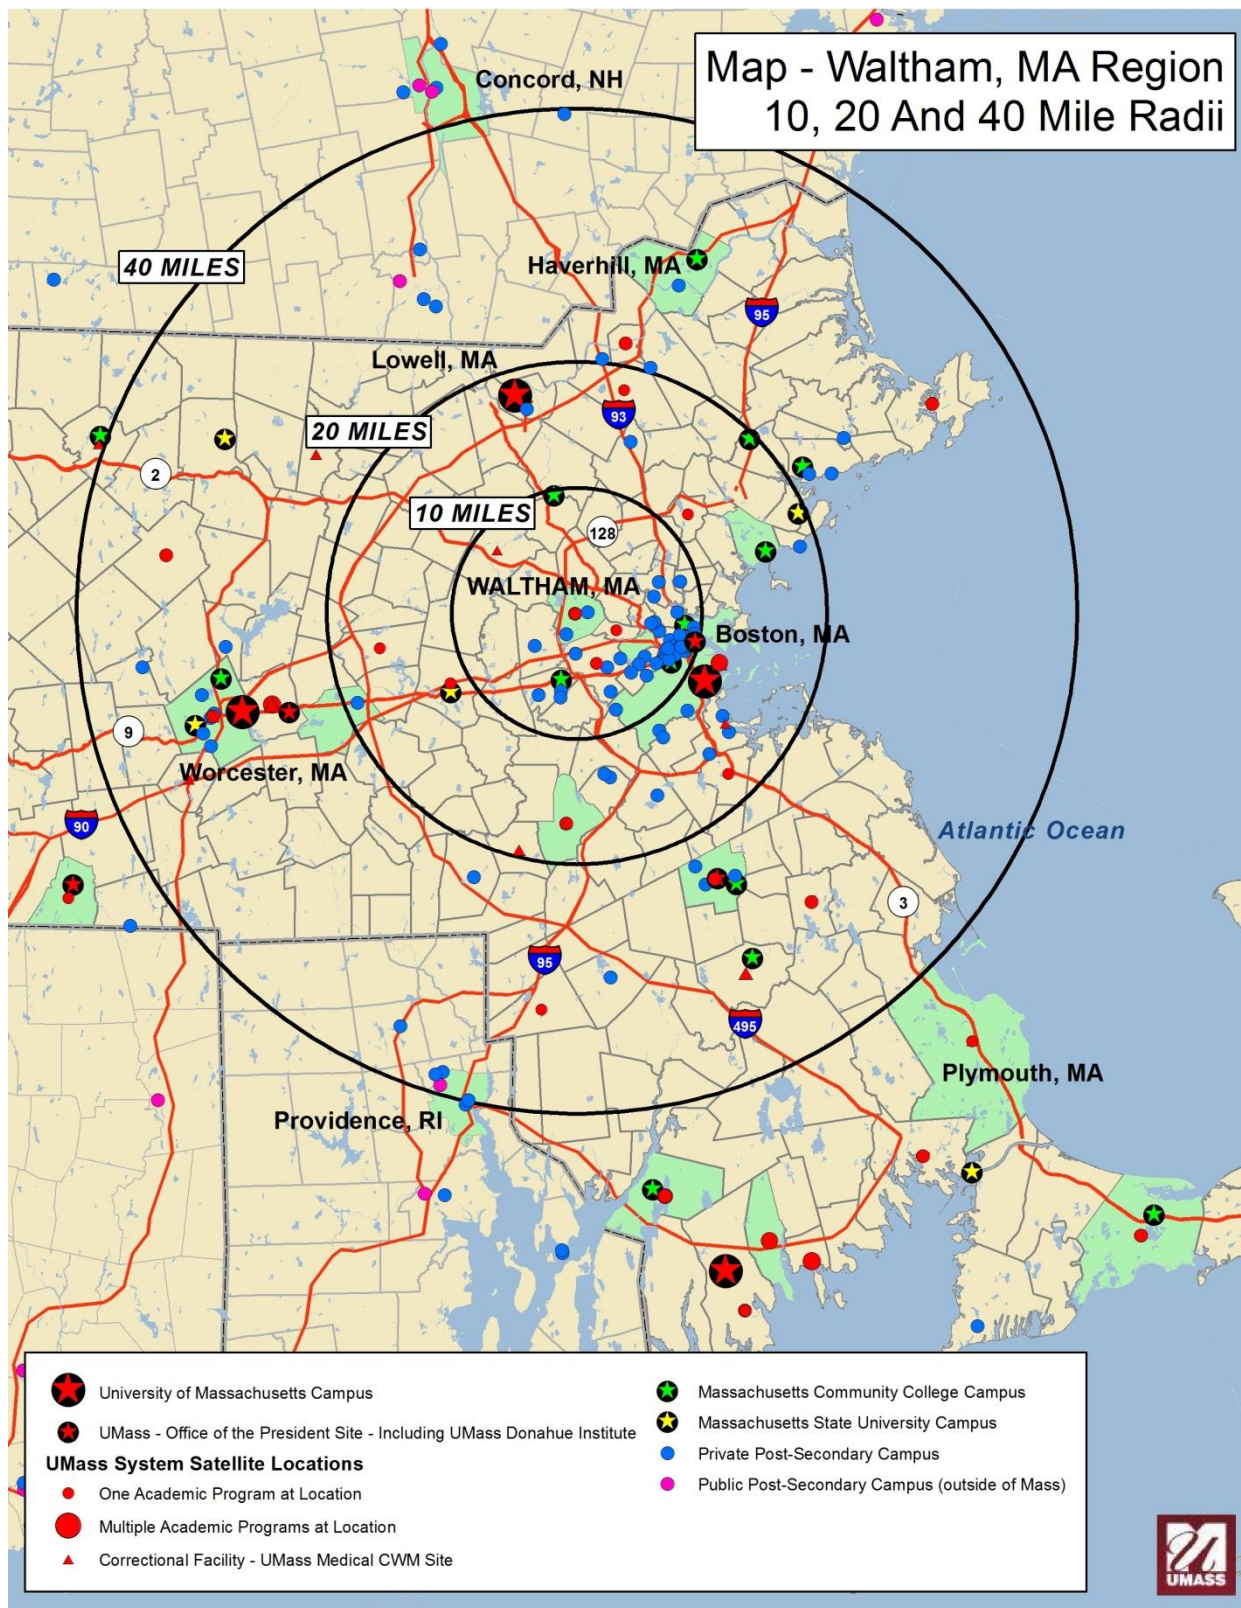 Map - Waltham, MA Region
10, 20 And 40 Mile Radii
Concord, NH
40 MILES
Haverhill, MA
95
Lowell, MA
93
20 MILES
2
10 MILES
128
WALTHAM, MA
Boston, MA
9
Worcester, MA
90
Atlantic Ocean
3
95
495
Plymouth, MA
Providence, RI
University of Massachusetts Campus
UMass - Office of the President Site - Including UMass Donahue Institute
UMass System Satellite Locations
One Academic Program at Location
Multiple Academic Programs at Location
Correctional Facility - UMass Medical CWM Site
Massachusetts Community College Campus
Massachusetts State University Campus
Private Post-Secondary Campus
Public Post-Secondary Campus (outside of Mass)
UMASS